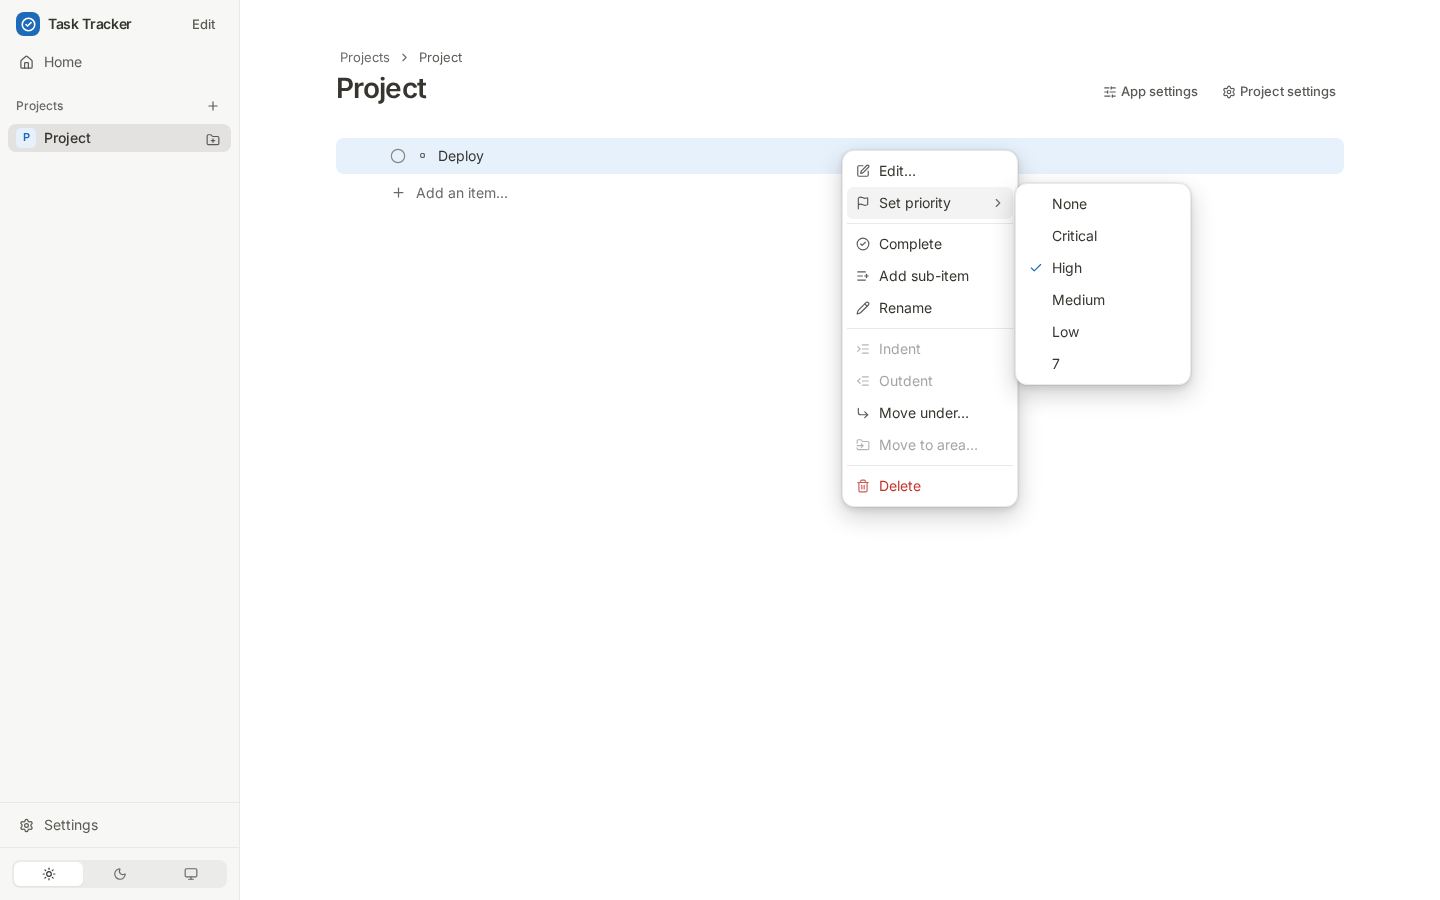 Task Tracker
Edit
Home
Projects
P
Project
Settings
Projects
Project
Project
App settings
Project settings
Deploy
Add an item...
Edit...
Set priority
Complete
Add sub-item
Rename
Indent
Outdent
Move under...
Move to area...
Delete
None
Critical
High
Medium
Low
7